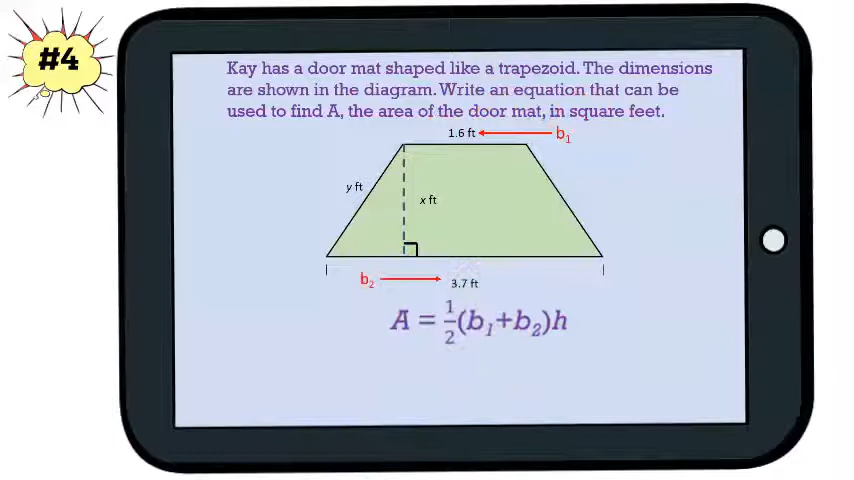 #4
Kay has a door mat shaped like a trapezoid. The dimensions
are shown in the diagram. Write an equation that can be
used to find A, the area of the door mat, in square feet.
1.6 ft b₁
y ft
x ft
b₂ 3.7 ft
A = ½(b₁+b₂)h